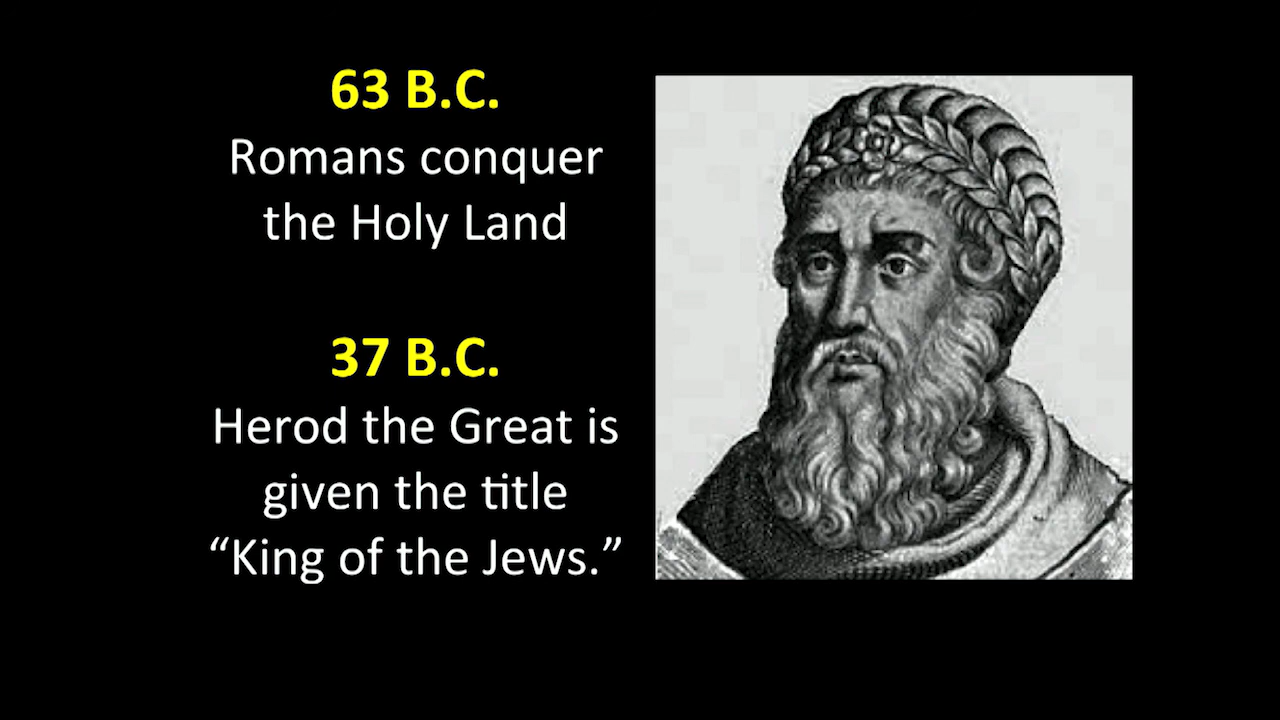 63 B.C.
Romans conquer
the Holy Land
37 B.C.
Herod the Great is
given the title
“King of the Jews.”